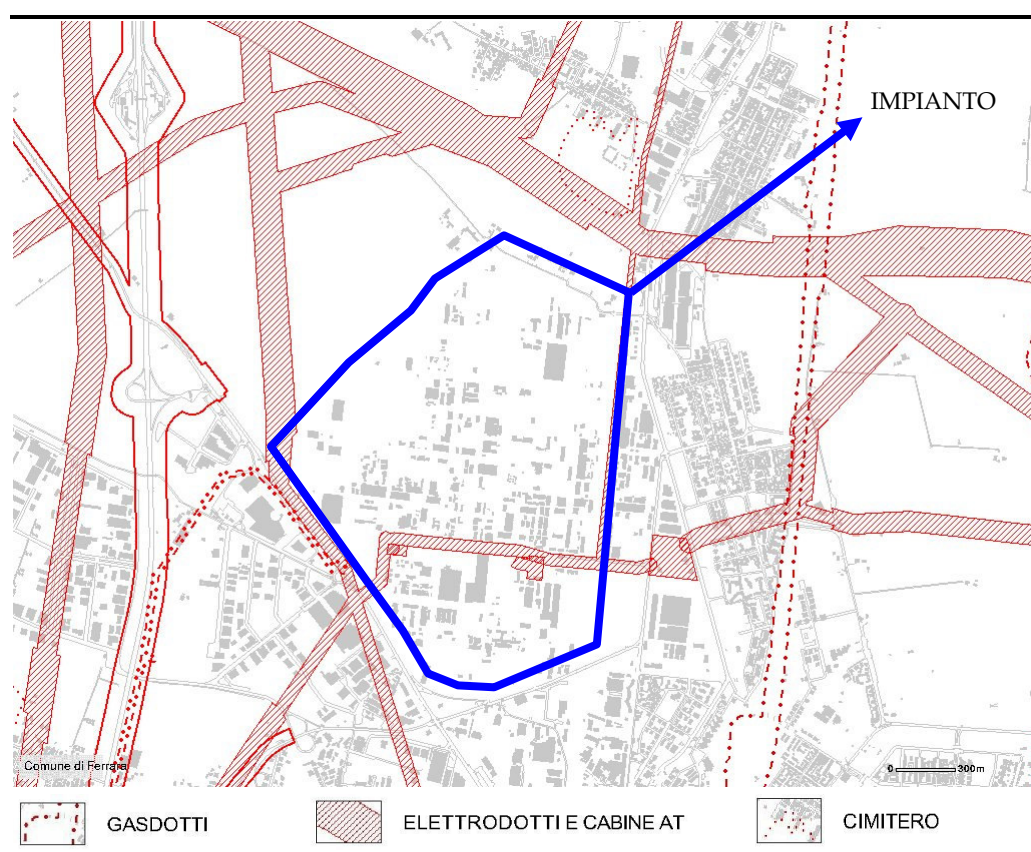 IMPIANTO
Comune di Ferrara
0 300m
GASDOTTI
ELETTRODOTTI E CABINE AT
CIMITERO